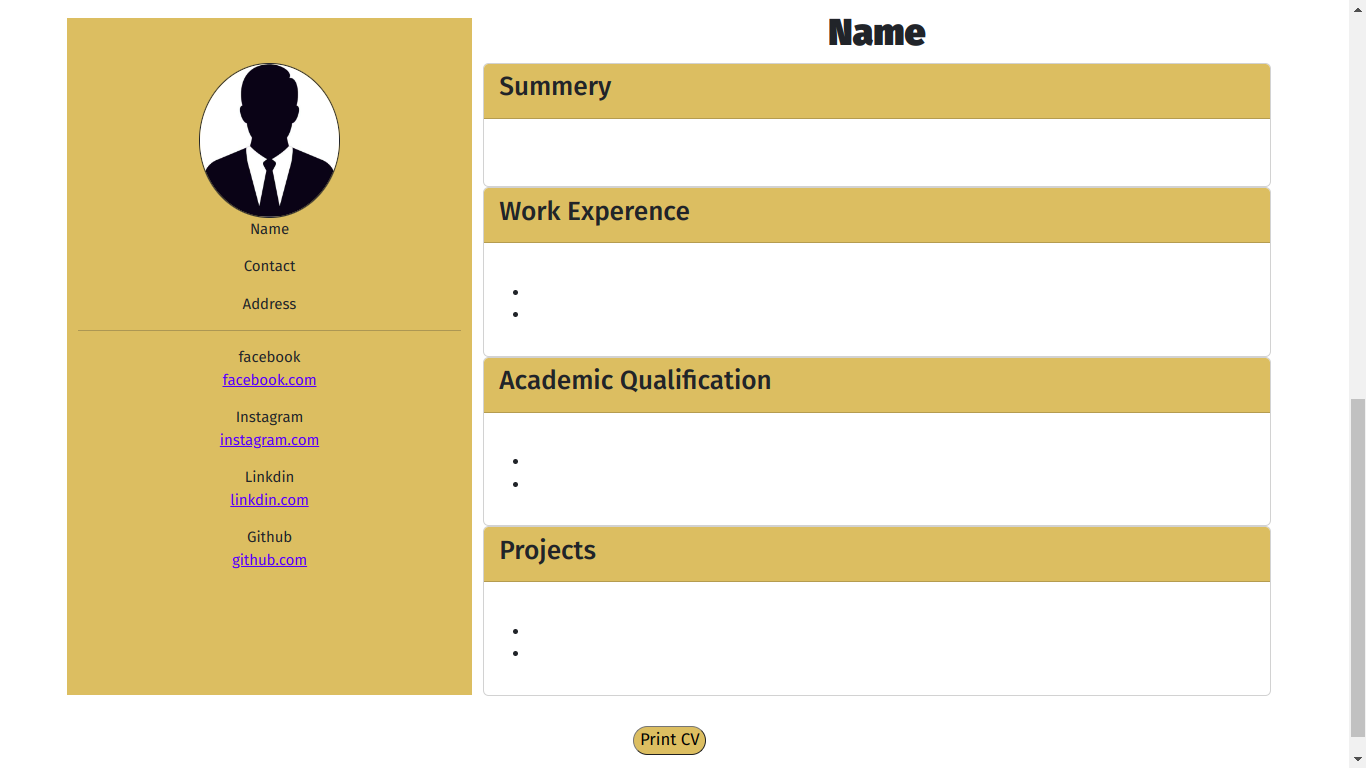 Name
Contact
Address
facebook
facebook.com
Instagram
instagram.com
Linkdin
linkdin.com
Github
github.com
Name
Summery
Work Experence
Academic Qualification
Projects
Print CV